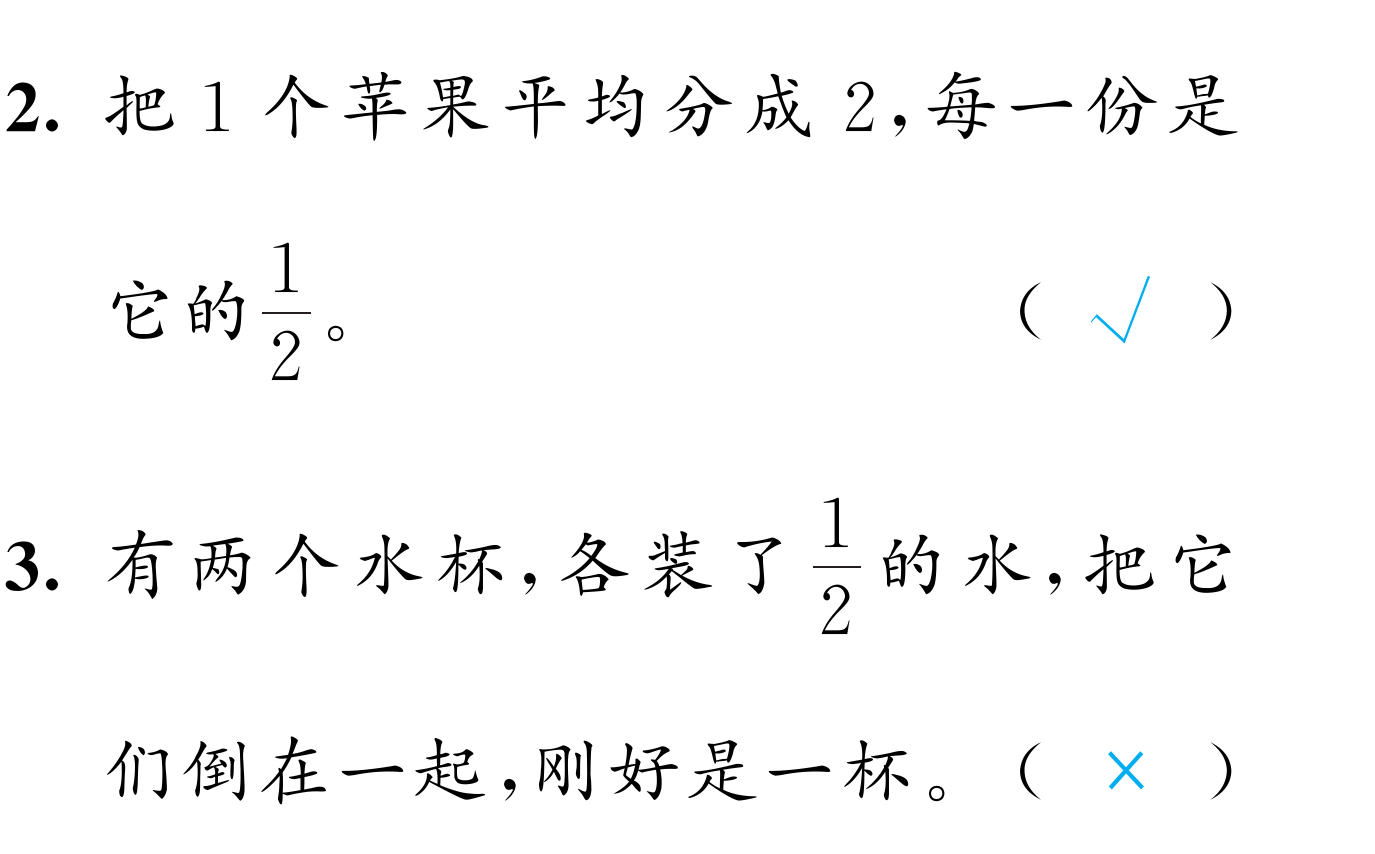 2. 把 1 个苹果平均分成 2,每一份是
它的$\frac{1}{2}$。 ( √ )
3. 有两个水杯,各装了$\frac{1}{2}$的水,把它
们倒在一起,刚好是一杯。( × )